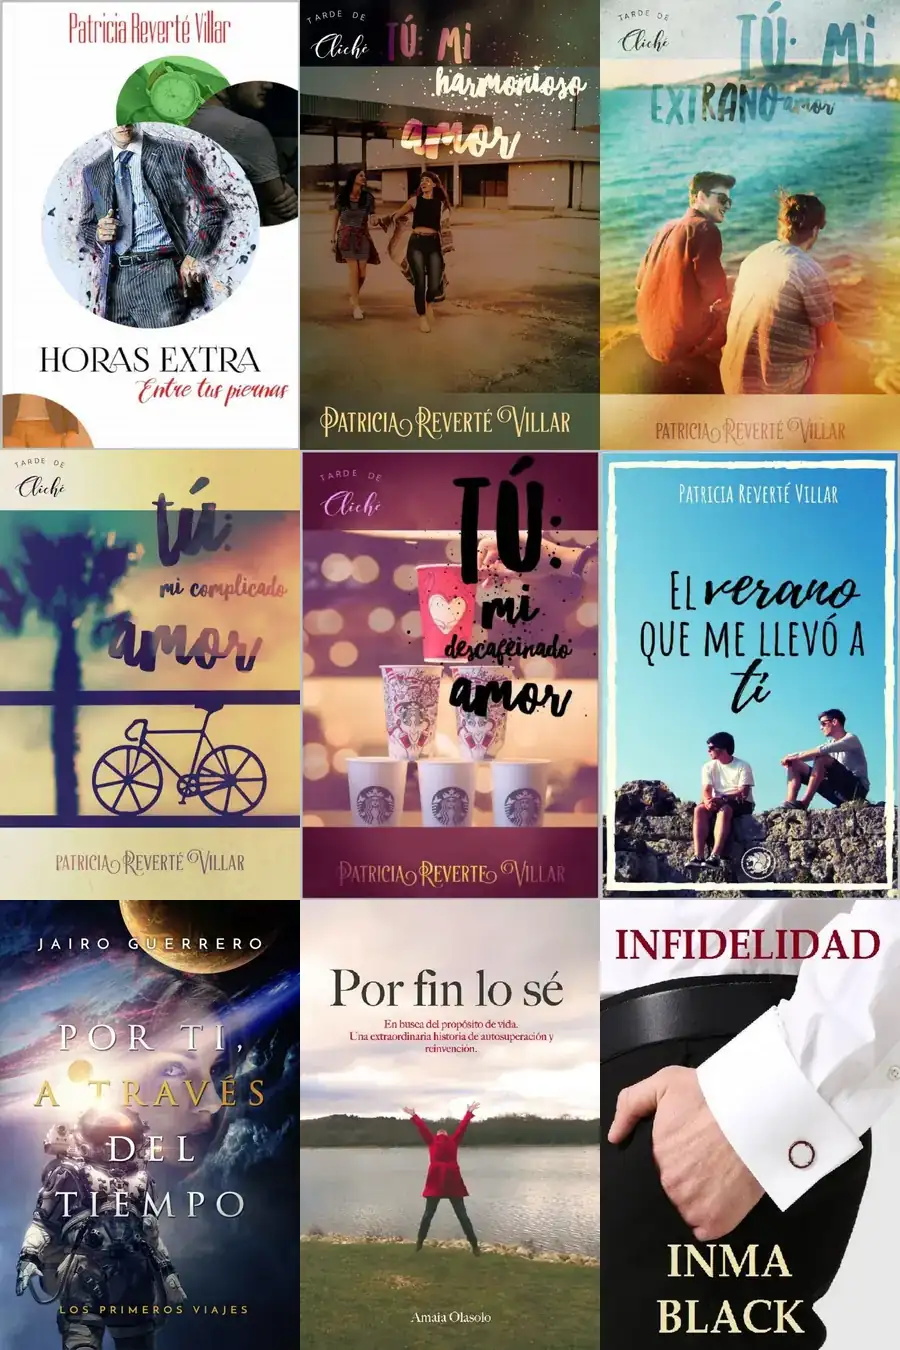 Patricia Reverté Villar
HORAS EXTRA
Entre tus piernas
TARDE DE
Cliché
TÚ: Mi
harmonioso
amor
PATRICIA REVERTÉ VILLAR
TARDE DE
Cliché
TÚ: Mi
EXTRANO amor
PATRICIA REVERTÉ VILLAR
TARDE DE
Cliché
tú:
mi complicado
amor
PATRICIA REVERTÉ VILLAR
TARDE DE
Cliché
TÚ:
mi
descafeinado
amor
PATRICIA REVERTE VILLAR
PATRICIA REVERTÉ VILLAR
EL verano
QUE ME LLEVÓ A
ti
JAIRO GUERRERO
POR TI,
A TRAVÉS
DEL
TIEMPO
LOS PRIMEROS VIAJES
Por fin lo sé
En busca del propósito de vida.
Una extraordinaria historia de autosuperación y
reinvención.
Amaia Olasolo
INFIDELIDAD
INMA
BLACK